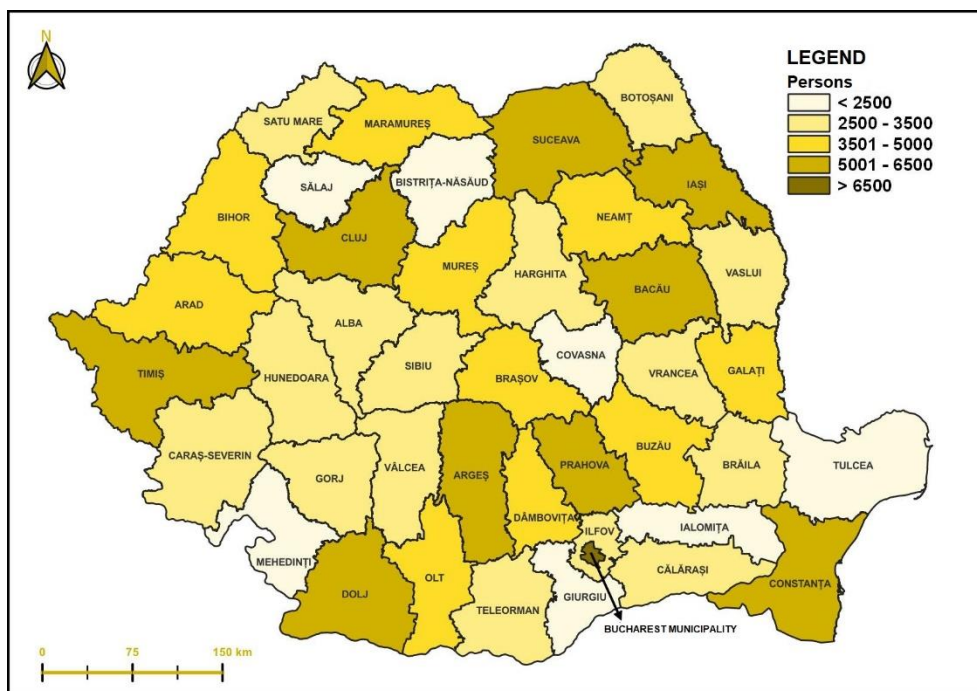 N
LEGEND
Persons
< 2500
2500 - 3500
3501 - 5000
5001 - 6500
> 6500
BOTOȘANI
SATU MARE
MARAMUREȘ
SUCEAVA
SĂLAJ
BISTRIȚA-NĂSĂUD
IAȘI
BIHOR
CLUJ
NEAMȚ
MUREȘ
HARGHITA
VASLUI
BACĂU
ARAD
ALBA
COVASNA
TIMIȘ
HUNEDOARA
SIBIU
BRAȘOV
VRANCEA
GALAȚI
CARAȘ-SEVERIN
GORJ
VÂLCEA
ARGEȘ
PRAHOVA
BUZĂU
BRĂILA
TULCEA
DÂMBOVIȚA
ILFOV
IALOMIȚA
MEHEDINȚI
DOLJ
OLT
TELEORMAN
GIURGIU
CĂLĂRAȘI
CONSTANȚA
BUCHAREST MUNICIPALITY
0 75 150 km